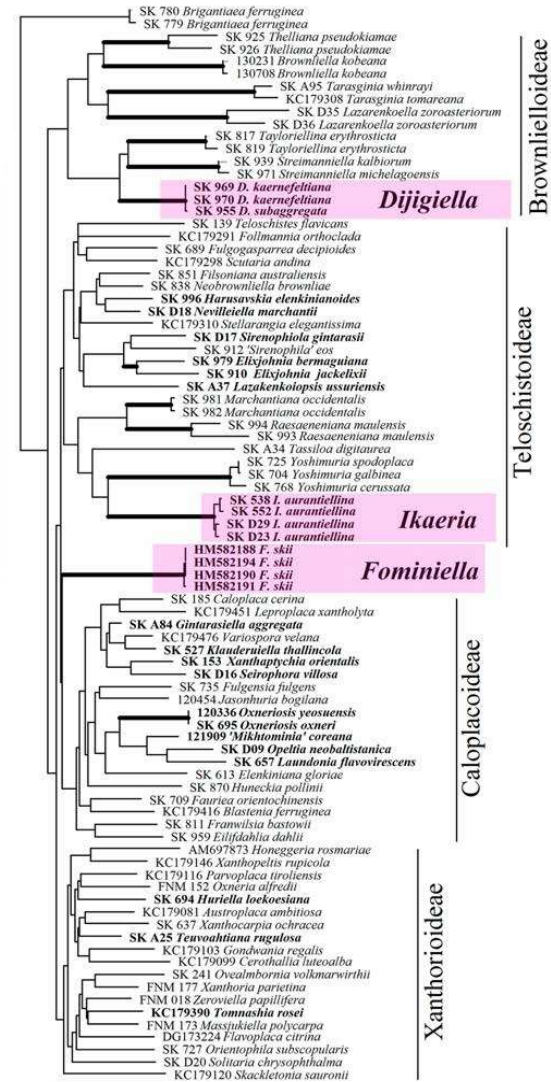 SK 780 Brigantiaea ferruginea
SK 779 Brigantiaea ferruginea
SK 925 Thelliana pseudokiamae
SK 926 Thelliana pseudokiamae
130231 Brownliella kobeana
130708 Brownliella kobeana
SK A95 Tarasginia whinrayi
KC179308 Tarasginia tomareana
SK D35 Lazarenkoella zoroasteriorum
SK D36 Lazarenkoella zoroasteriorum
SK 817 Tayloriellina erythrosticta
SK 819 Tayloriellina erythrosticta
SK 939 Streimanniella kalbiorum
SK 971 Streimanniella michelagoensis
SK 969 D. kaernefeltiana
SK 970 D. kaernefeltiana
SK 955 D. subaggregata
Dijigiella
Brownlielloideae
SK 139 Teloschistes flavicans
KC179291 Follmannia orthoclada
SK 689 Fulgogasparrea decipioides
KC179298 Scutaria andina
SK 851 Filsoniana australiensis
SK 838 Neobrownliella brownliae
SK 996 Harusavskia elenkinianoides
SK D18 Nevilleiella marchantii
KC179310 Stellarangia elegantissima
SK D17 Sirenophiola gintarasii
SK 912 'Sirenophila' eos
SK 979 Elixjohnia bermaguiana
SK 910 Elixjohnia jackelixii
SK A37 Lazakenkoiopsis ussuriensis
SK 981 Marchantiana occidentalis
SK 982 Marchantiana occidentalis
SK 994 Raesaeneniana maulensis
SK 993 Raesaeneniana maulensis
SK A34 Tassiloa digitaurea
SK 725 Yoshimuria spodoplaca
SK 704 Yoshimuria galbinea
SK 768 Yoshimuria cerussata
SK 538 I. aurantiellina
SK 552 I. aurantiellina
SK D29 I. aurantiellina
SK D23 I. aurantiellina
Ikaeria
Teloschistoideae
HM582188 F. skii
HM582194 F. skii
HM582190 F. skii
HM582191 F. skii
Fominiella
SK 185 Caloplaca cerina
KC179451 Leproplaca xantholyta
SK A84 Gintarasiella aggregata
KC179476 Variospora velana
SK 527 Klauderuiella thallincola
SK 153 Xanthaptychia orientalis
SK D16 Seirophora villosa
SK 735 Fulgensia fulgens
120454 Jasonhuria bogilana
120336 Oxneriosis yeosuensis
SK 695 Oxneriosis oxneri
121909 'Mikhtominia' coreana
SK D09 Opeltia neobaltistanica
SK 657 Laundonia flavovirescens
SK 613 Elenkiniana gloriae
SK 870 Huneckia pollinii
SK 709 Fauriea orientochinensis
KC179416 Blastenia ferruginea
SK 811 Franwilsia bastowii
SK 959 Eilifdahlia dahlii
Caloplacoideae
AM697873 Honeggeria rosmariae
KC179146 Xanthopeltis rupicola
KC179116 Parvoplaca tiroliensis
FNM 152 Oxneria alfredii
SK 694 Huriella loekoesiana
KC179081 Austroplaca ambitiosa
SK 637 Xanthocarpia ochracea
SK A25 Teuvoahtiana rugulosa
KC179103 Gondwania regalis
KC179099 Cerothallia luteoalba
SK 241 Ovealmbornia volkmarwirthii
FNM 177 Xanthoria parietina
FNM 018 Zeroviella papillifera
KC179390 Tomnashia rosei
FNM 173 Massjukiella polycarpa
DG173224 Flavoplaca citrina
SK 727 Orientophila subscopularis
SK D20 Solitaria chrysophthalma
KC179120 Skackletonia sauronii
Xanthorioideae